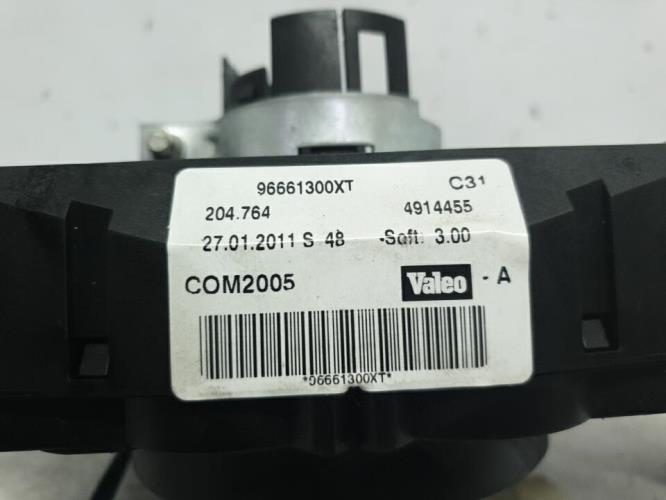 96661300XT C31
204.764 4914455
27.01.2011 S 48 -Soft. 3.00
COM2005 Valeo - A
*96661300XT*